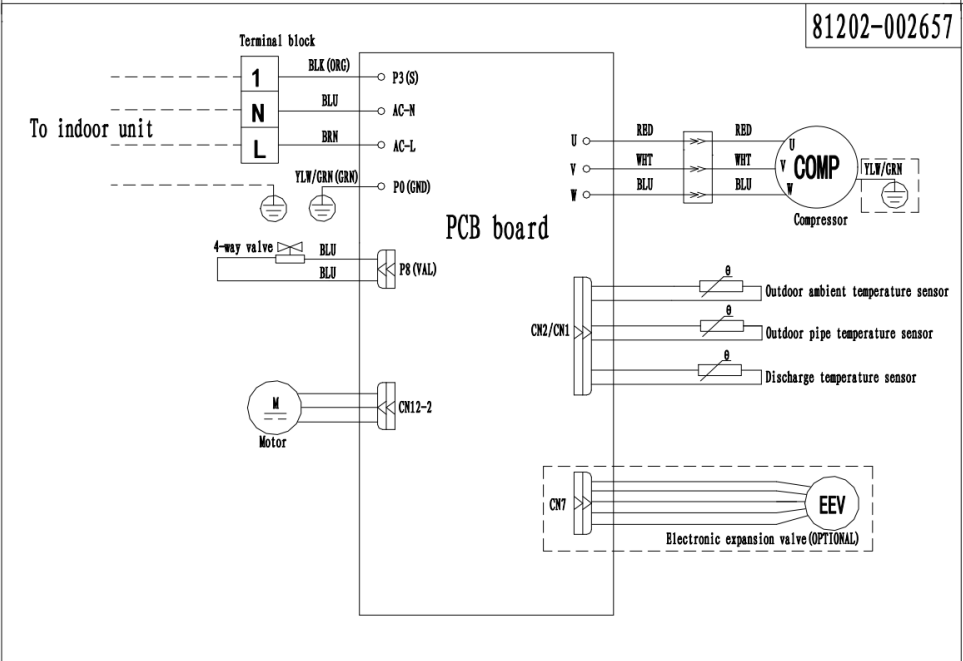 81202-002657
Terminal block
1
BLK(ORG)
P3(S)
N
BLU
AC-N
To indoor unit
L
BRN
AC-L
YLW/GRN(GRN)
P0(GND)
U
RED
RED
U
V
WHT
WHT
V
COMP
YLW/GRN
W
BLU
BLU
W
Compressor
PCB board
4-way valve
BLU
BLU
P8(VAL)
θ
Outdoor ambient temperature sensor
CN2/CN1
θ
Outdoor pipe temperature sensor
θ
Discharge temperature sensor
M
CN12-2
Motor
CN7
EEV
Electronic expansion valve(OPTIONAL)